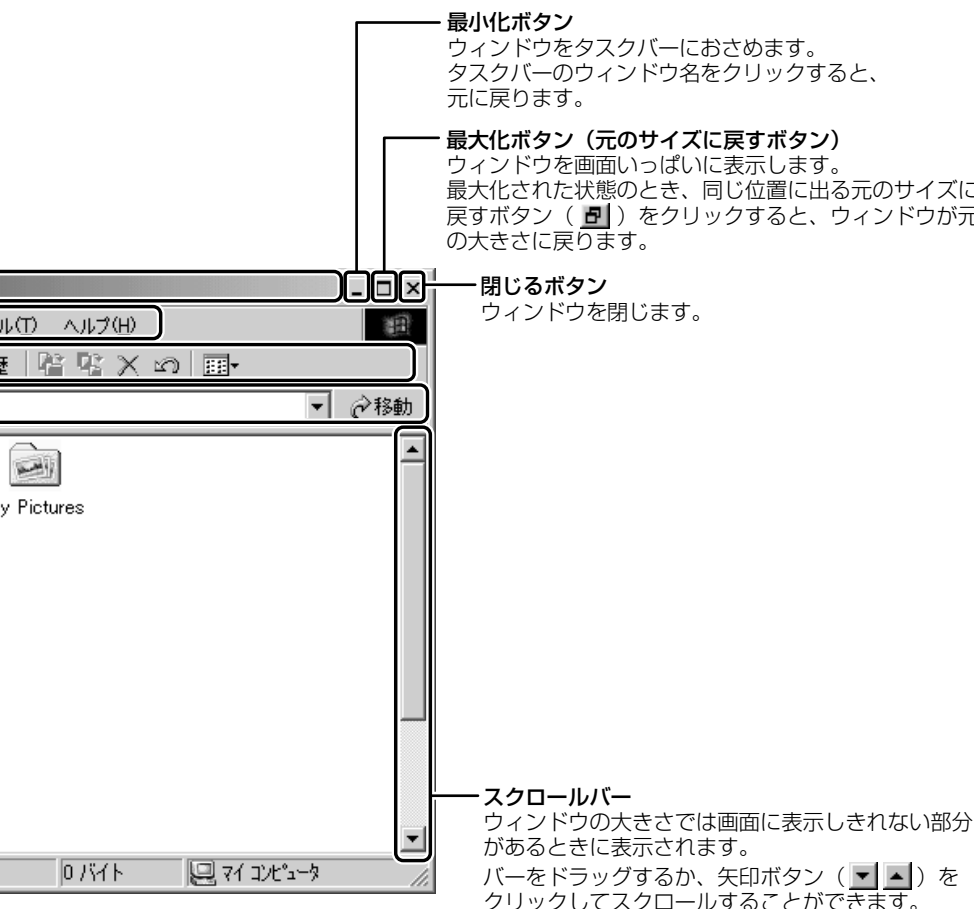 最小化ボタン
ウィンドウをタスクバーにおさめます。
タスクバーのウィンドウ名をクリックすると、
元に戻ります。
最大化ボタン（元のサイズに戻すボタン）
ウィンドウを画面いっぱいに表示します。
最大化された状態のとき、同じ位置に出る元のサイズに
戻すボタン（ ）をクリックすると、ウィンドウが元
の大きさに戻ります。
閉じるボタン
ウィンドウを閉じます。
ル(T) ヘルプ(H)
歴
移動
y Pictures
スクロールバー
ウィンドウの大きさでは画面に表示しきれない部分
があるときに表示されます。
バーをドラッグするか、矢印ボタン（ ）を
クリックしてスクロールすることができます。
0 バイト マイ コンピュータ